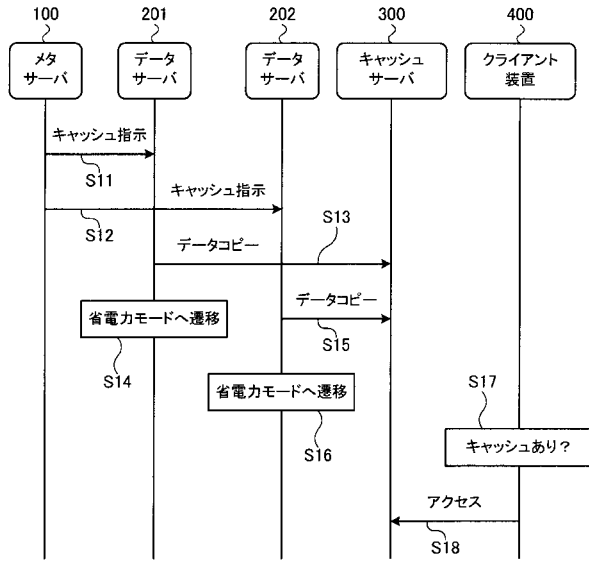 100
201
202
300
400
メタ
サーバ
データ
サーバ
データ
サーバ
キャッシュ
サーバ
クライアント
装置
キャッシュ指示
S11
キャッシュ指示
S12
S13
データコピー
データコピー
省電力モードへ遷移
S15
S14
S17
省電力モードへ遷移
S16
キャッシュあり?
アクセス
S18